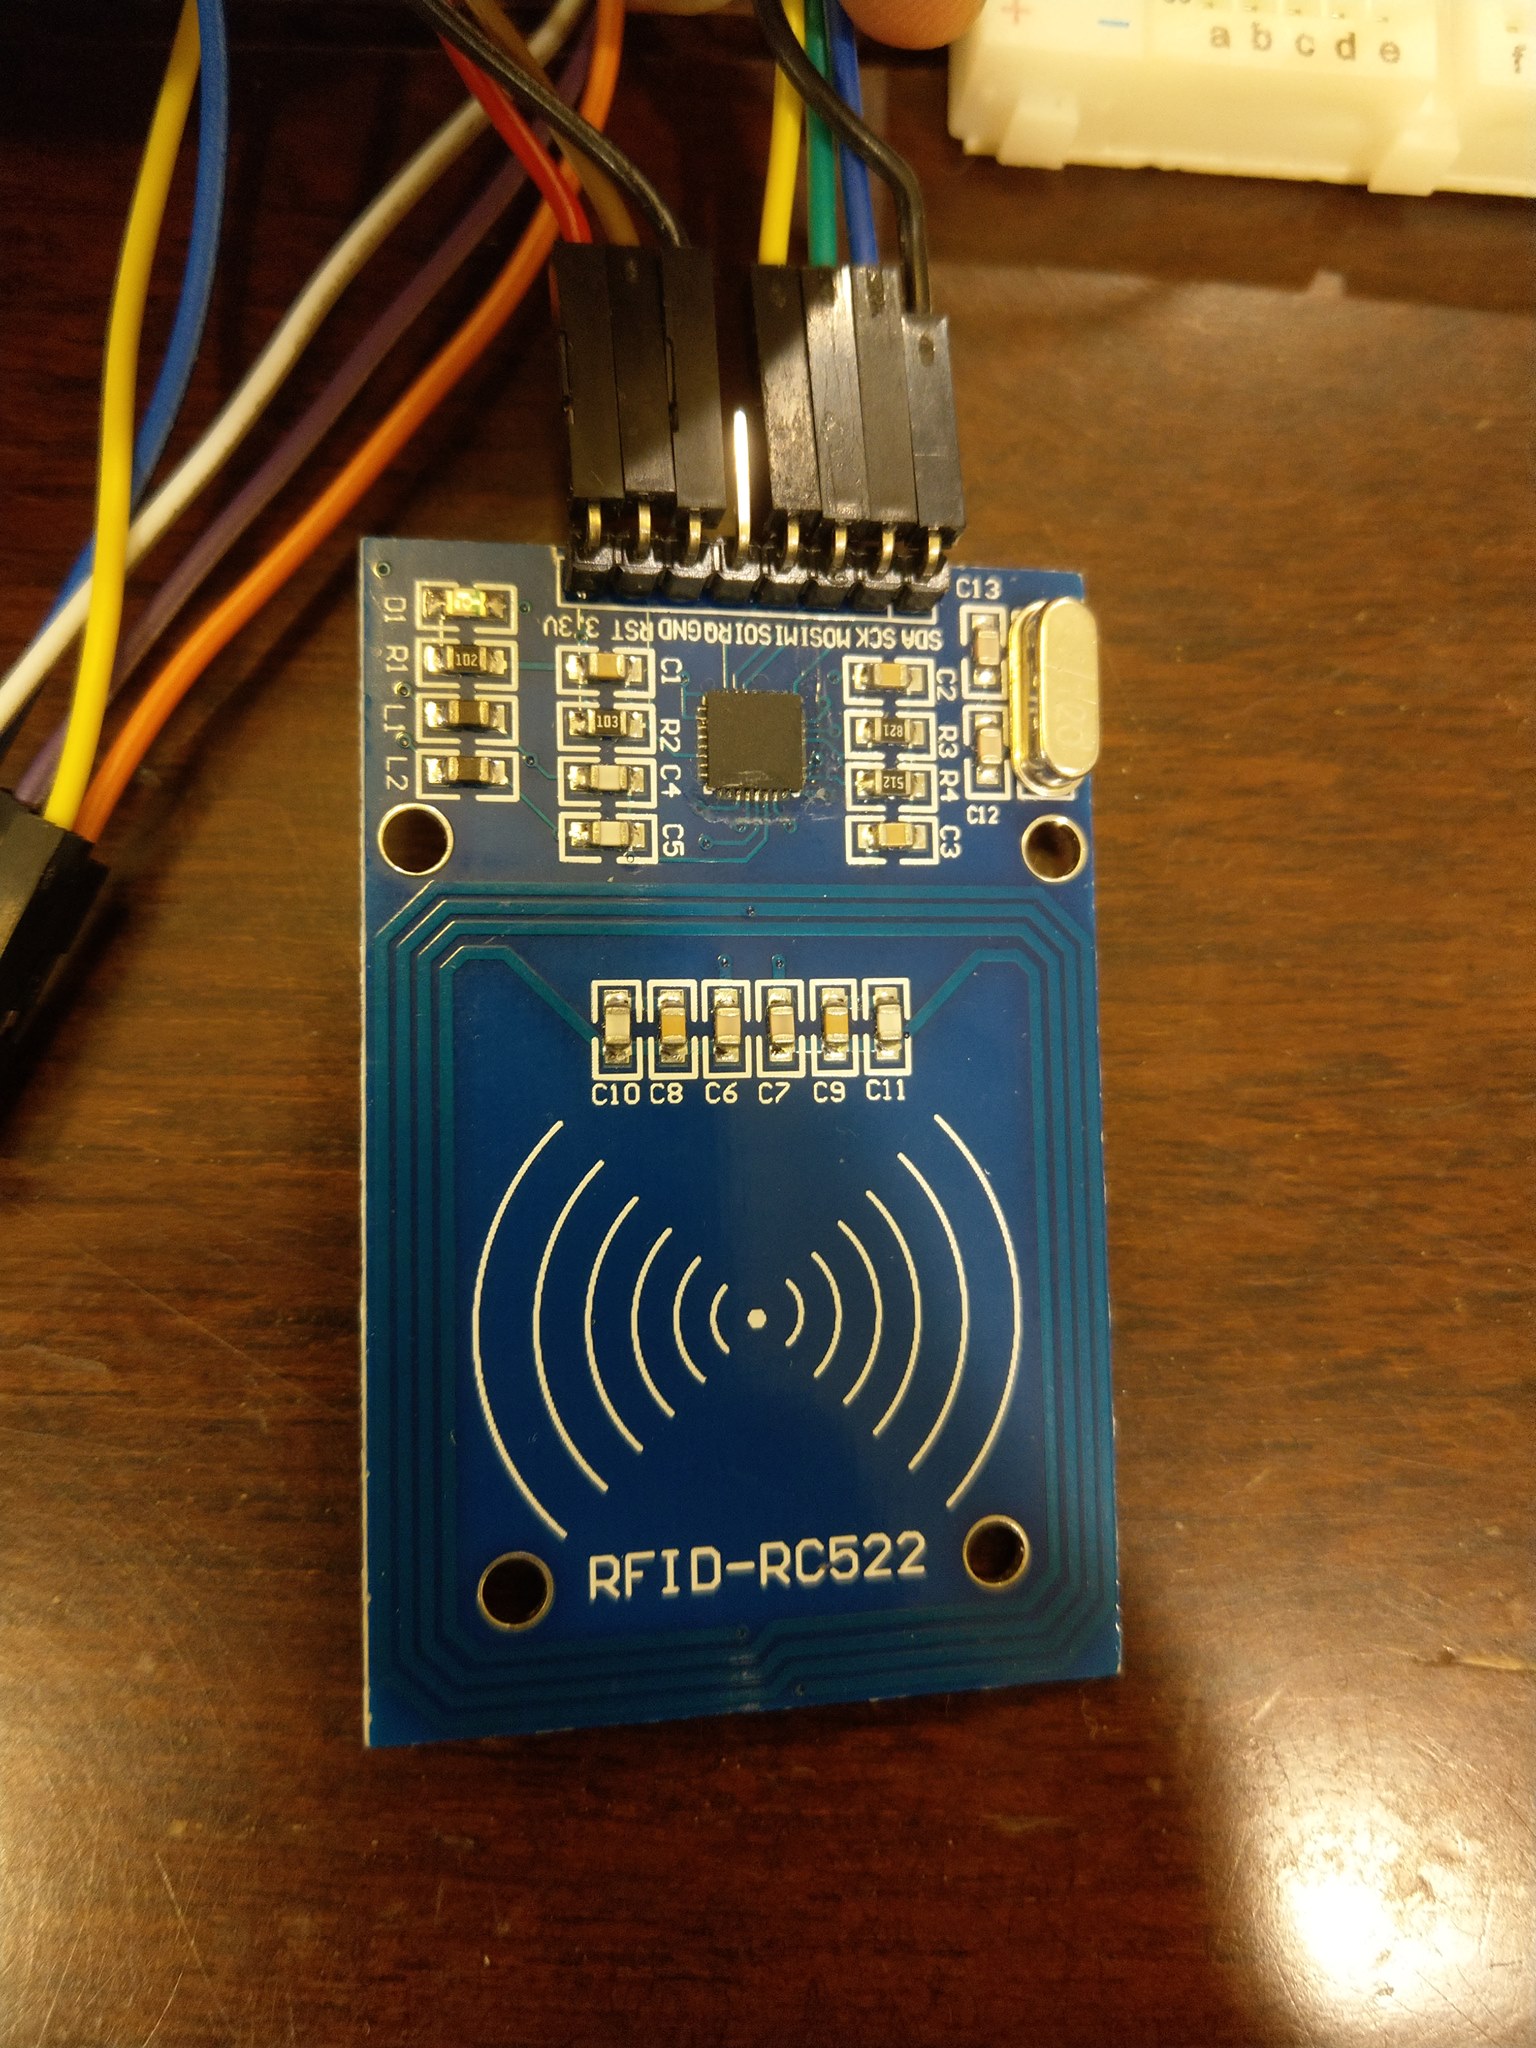 + − a b c d e f
C13
SDA SCK MOSI MISO IRQ GND RST 3.3V
D1
R1 102
L1
L2
C1
R2 103
C4
C5
C2
R3 821
R4 512
C3
C12
C10 C8 C6 C7 C9 C11
RFID-RC522